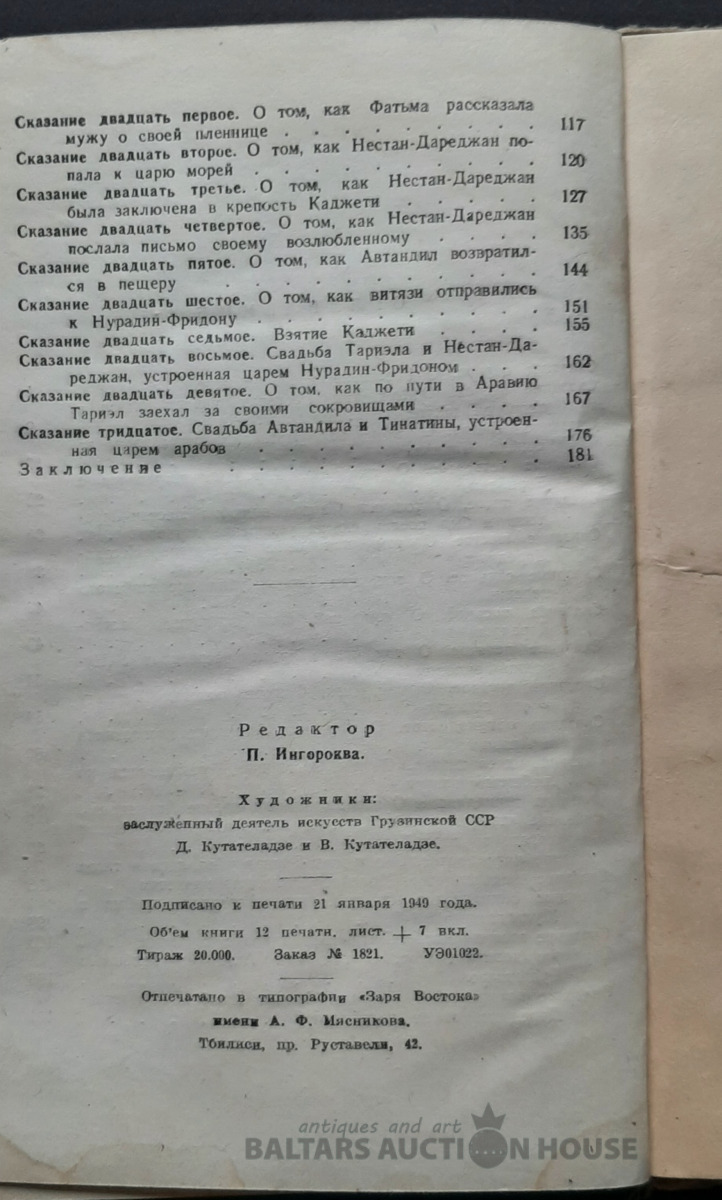 Сказание двадцать первое. О том, как Фатьма рассказала
мужу о своей пленнице . . . . . . . . 117
Сказание двадцать второе. О том, как Нестан-Дареджан по-
пала к царю морей . . . . . . . . . 120
Сказание двадцать третье. О том, как Нестан-Дареджан
была заключена в крепость Каджети . . . . . 127
Сказание двадцать четвертое. О том, как Нестан-Дареджан
послала письмо своему возлюбленному . . . . 135
Сказание двадцать пятое. О том, как Автандил возвратил-
ся в пещеру . . . . . . . . . . . 144
Сказание двадцать шестое. О том, как витязи отправились
к Нурадин-Фридону . . . . . . . . . 151
Сказание двадцать седьмое. Взятие Каджети . . . . 155
Сказание двадцать восьмое. Свадьба Тариэла и Нестан-Да-
реджан, устроенная царем Нурадин-Фридоном . . . 162
Сказание двадцать девятое. О том, как по пути в Аравию
Тариэл заехал за своими сокровищами . . . . 167
Сказание тридцатое. Свадьба Автандила и Тинатины, устроен-
ная царем арабов . . . . . . . . . . 176
Заключение . . . . . . . . . . . 181
Редактор
П. Ингороква.
Художники:
заслуженный деятель искусств Грузинской ССР
Д. Кутателадзе и В. Кутателадзе.
Подписано к печати 21 января 1949 года.
Об'ем книги 12 печатн. лист. + 7 вкл.
Тираж 20.000. Заказ № 1821. УЭ01022.
Отпечатано в типографии «Заря Востока»
имени А. Ф. Мясникова.
Тбилиси, пр. Руставели, 42.
antiques and art
BALTARS AUCTION HOUSE